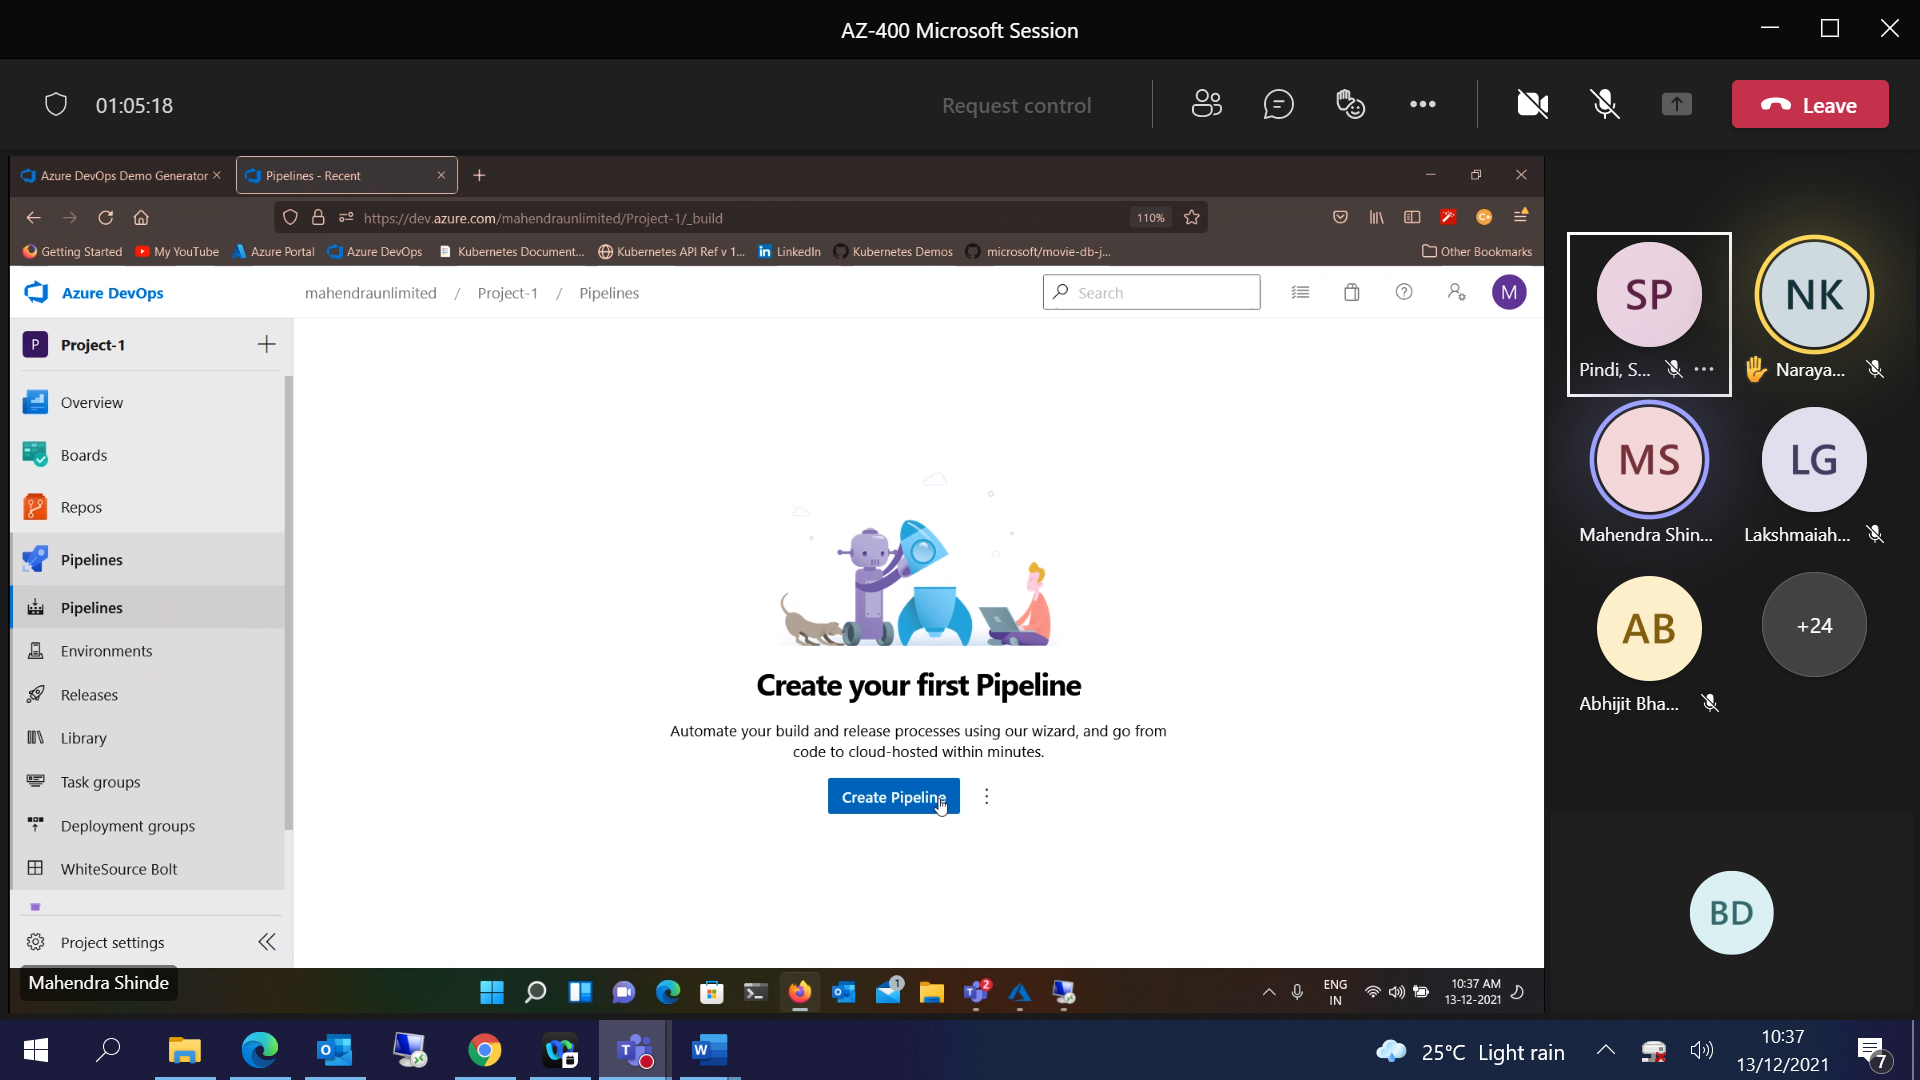 AZ-400 Microsoft Session
01:05:18
Request control
Leave
Azure DevOps Demo Generator
Pipelines - Recent
https://dev.azure.com/mahendraunlimited/Project-1/_build
110%
Getting Started
My YouTube
Azure Portal
Azure DevOps
Kubernetes Document...
Kubernetes API Ref v 1...
LinkedIn
Kubernetes Demos
microsoft/movie-db-j...
Other Bookmarks
Azure DevOps
mahendraunlimited / Project-1 / Pipelines
Search
M
P Project-1
Overview
Boards
Repos
Pipelines
Pipelines
Environments
Releases
Library
Task groups
Deployment groups
WhiteSource Bolt
Project settings
Create your first Pipeline
Automate your build and release processes using our wizard, and go from
code to cloud-hosted within minutes.
Create Pipeline
Mahendra Shinde
1
2
ENG
IN
10:37 AM
13-12-2021
SP
Pindi, S...
NK
Naraya...
MS
Mahendra Shin...
LG
Lakshmaiah...
AB
Abhijit Bha...
+24
BD
25°C Light rain
10:37
13/12/2021
7